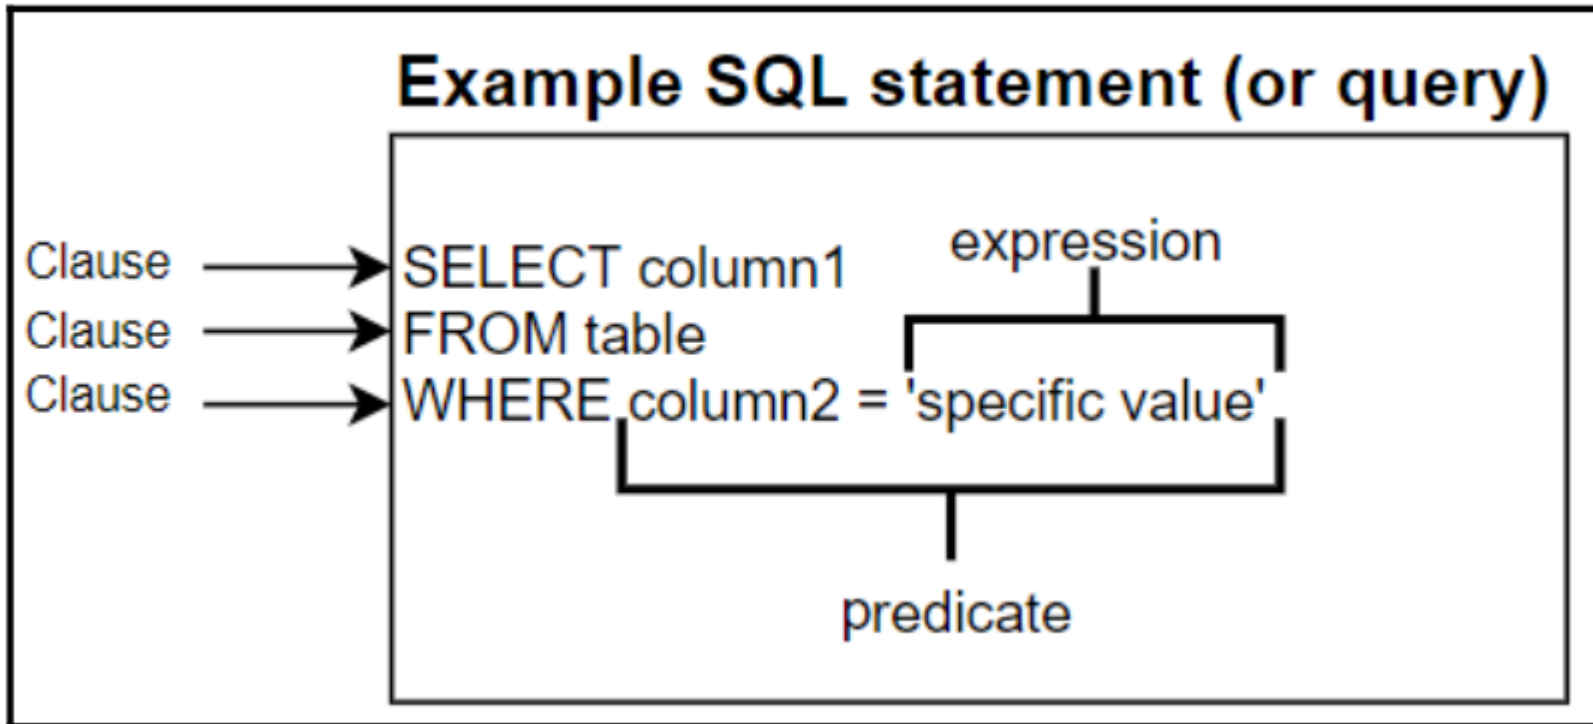 Example SQL statement (or query)
expression
Clause SELECT column1
Clause FROM table
Clause WHERE column2 = 'specific value'
predicate